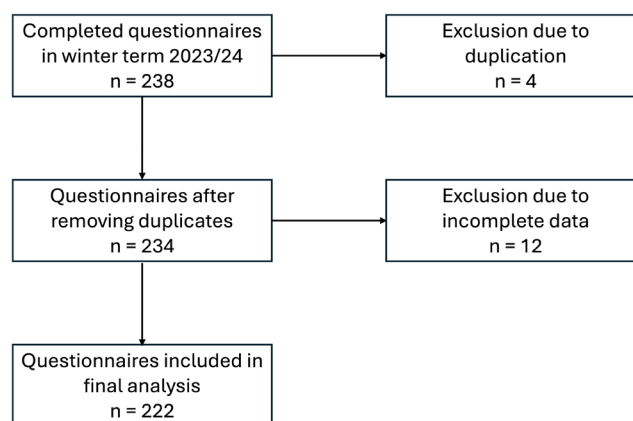 Completed questionnaires
in winter term 2023/24
n = 238
Exclusion due to
duplication
n = 4
Questionnaires after
removing duplicates
n = 234
Exclusion due to
incomplete data
n = 12
Questionnaires included in
final analysis
n = 222